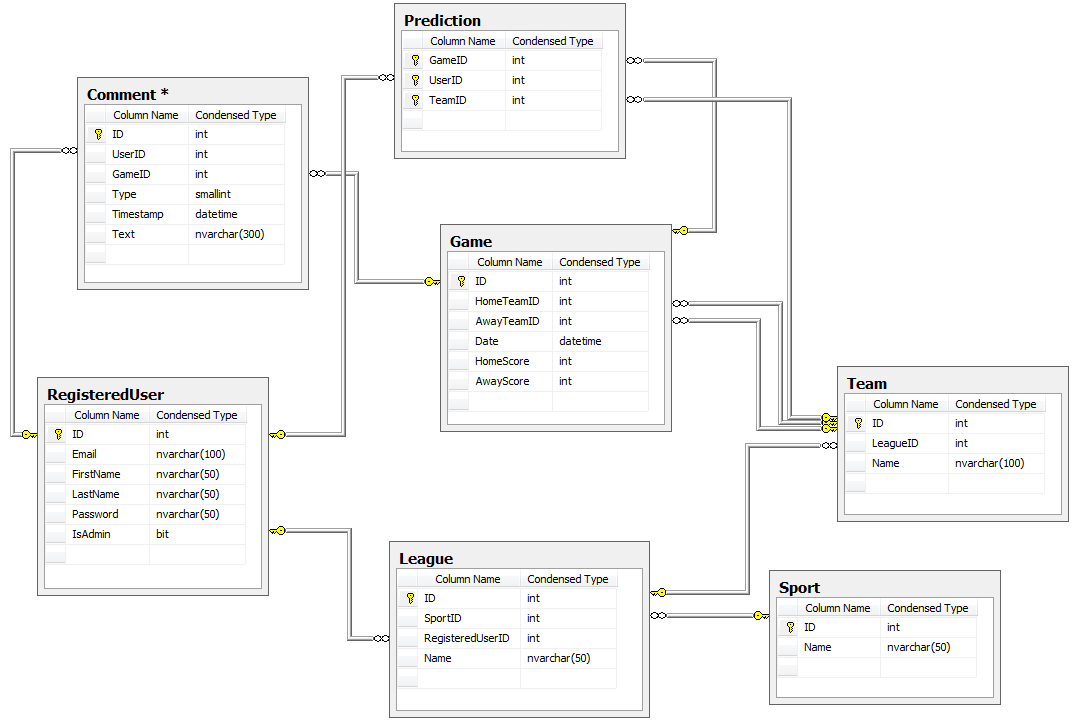 Prediction
Column Name Condensed Type
GameID int
UserID int
TeamID int
Comment *
Column Name Condensed Type
ID int
UserID int
GameID int
Type smallint
Timestamp datetime
Text nvarchar(300)
Game
Column Name Condensed Type
ID int
HomeTeamID int
AwayTeamID int
Date datetime
HomeScore int
AwayScore int
RegisteredUser
Column Name Condensed Type
ID int
Email nvarchar(100)
FirstName nvarchar(50)
LastName nvarchar(50)
Password nvarchar(50)
IsAdmin bit
Team
Column Name Condensed Type
ID int
LeagueID int
Name nvarchar(100)
League
Column Name Condensed Type
ID int
SportID int
RegisteredUserID int
Name nvarchar(50)
Sport
Column Name Condensed Type
ID int
Name nvarchar(50)